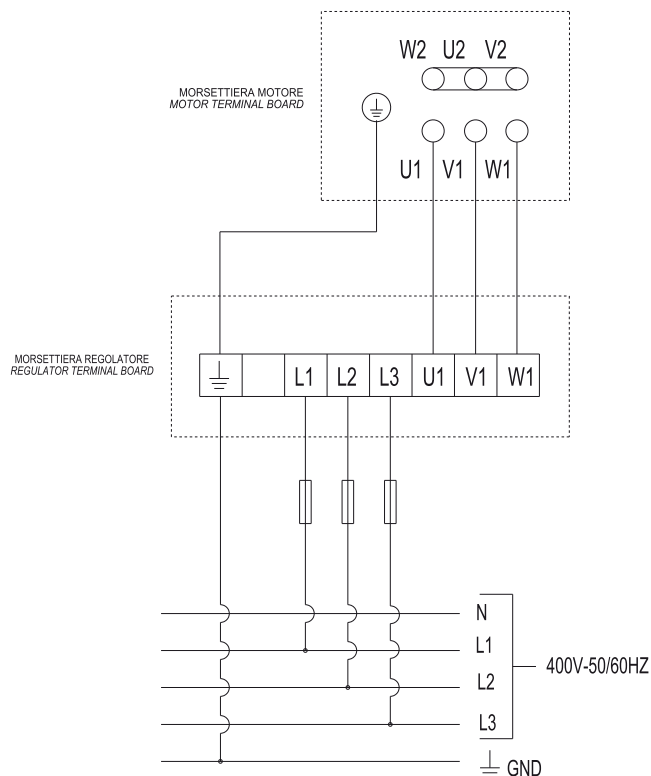 W2 U2 V2
MORSETTIERA MOTORE
MOTOR TERMINAL BOARD
U1 V1 W1
MORSETTIERA REGOLATORE
REGULATOR TERMINAL BOARD
L1 L2 L3 U1 V1 W1
N
L1
400V-50/60HZ
L2
L3
GND